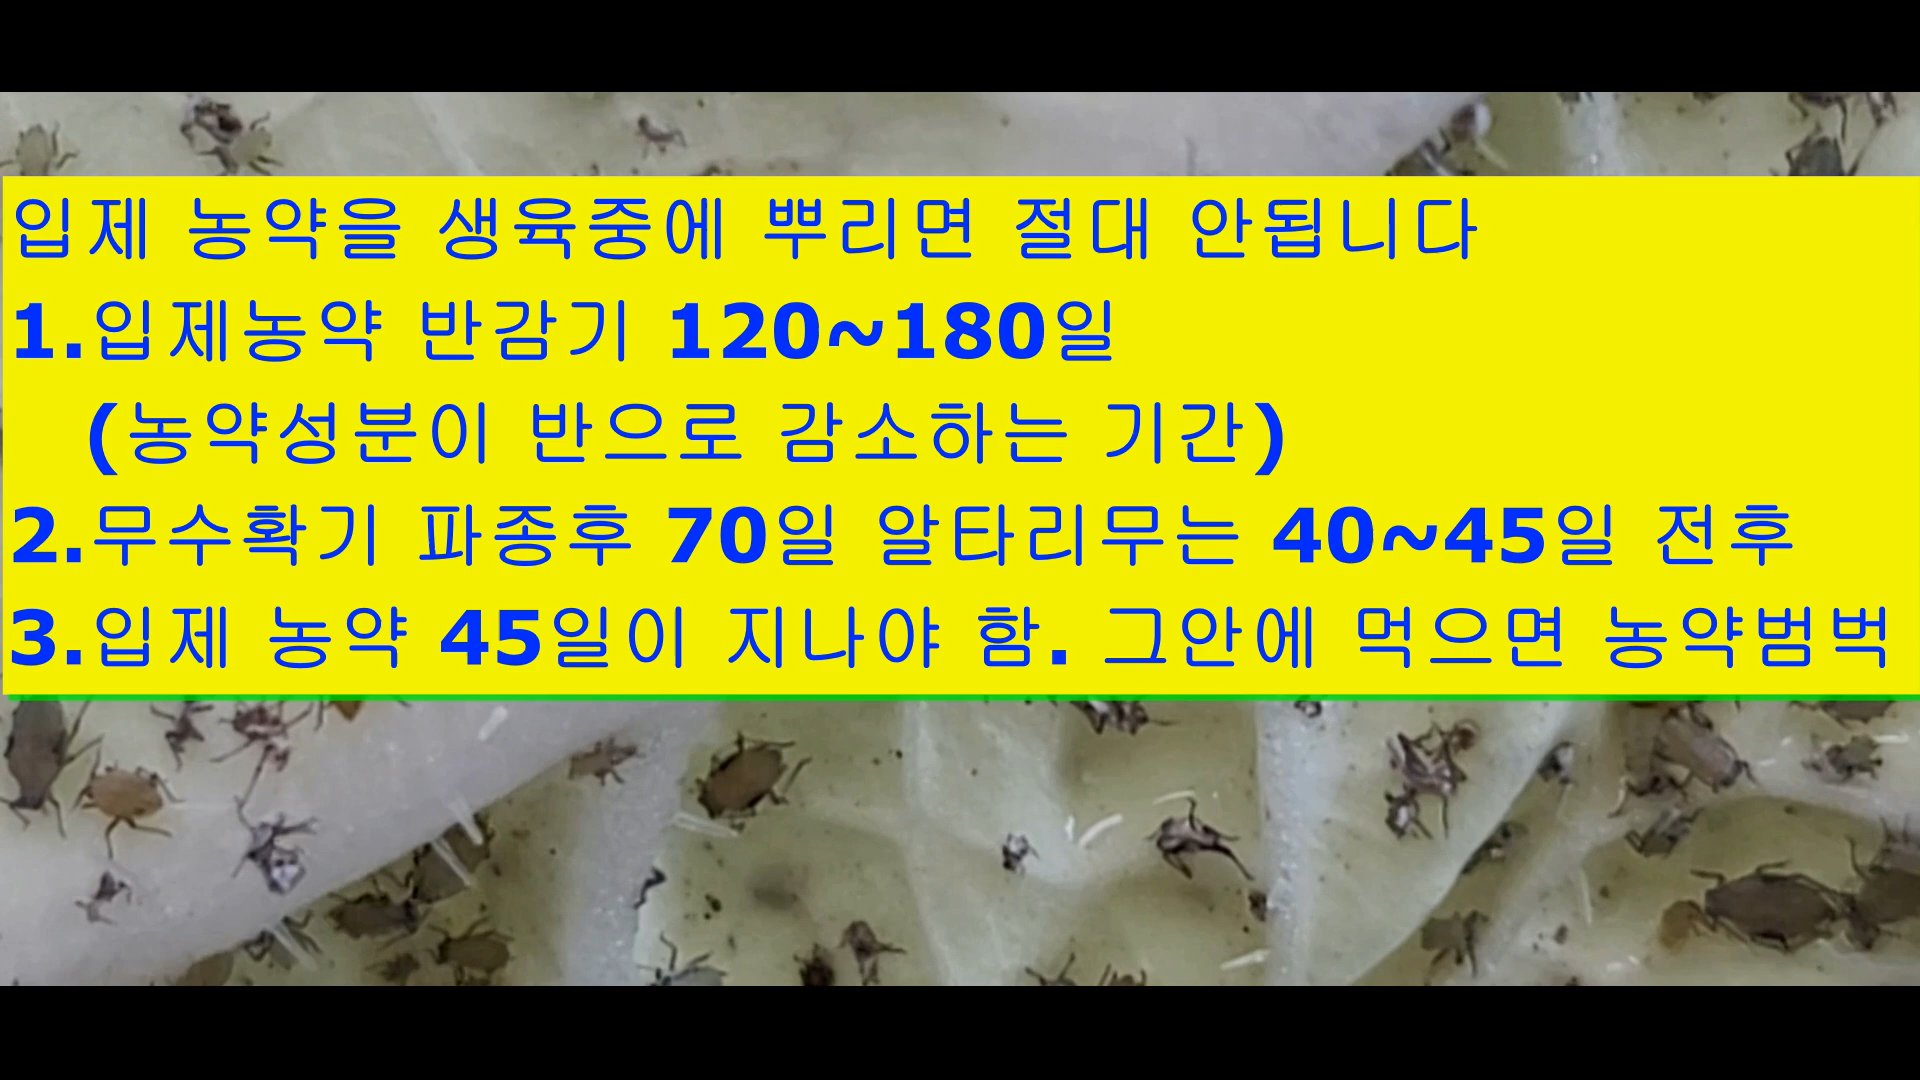 입제 농약을 생육중에 뿌리면 절대 안됩니다
1.입제농약 반감기 120~180일
(농약성분이 반으로 감소하는 기간)
2.무수확기 파종후 70일 알타리무는 40~45일 전후
3.입제 농약 45일이 지나야 함. 그안에 먹으면 농약범벅